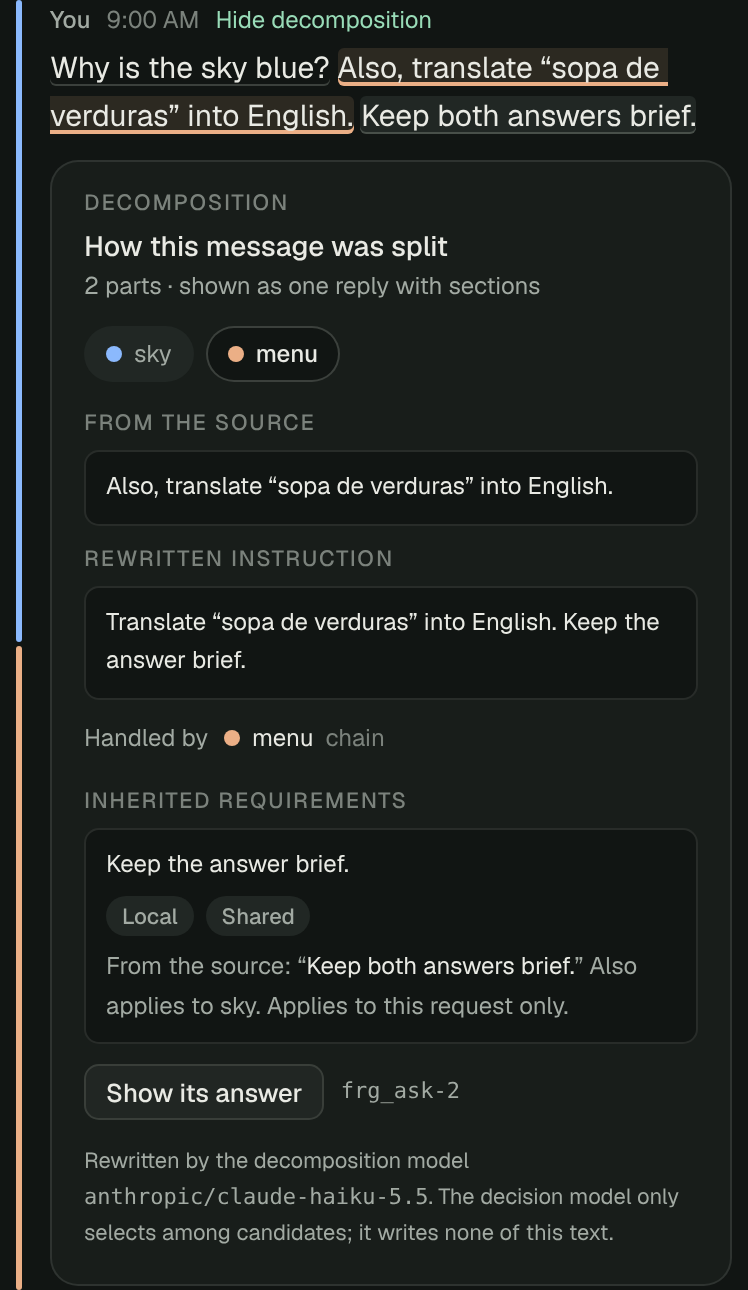 You 9:00 AM Hide decomposition
Why is the sky blue? Also, translate “sopa de
verduras” into English. Keep both answers brief.
DECOMPOSITION
How this message was split
2 parts · shown as one reply with sections
sky menu
FROM THE SOURCE
Also, translate “sopa de verduras” into English.
REWRITTEN INSTRUCTION
Translate “sopa de verduras” into English. Keep the
answer brief.
Handled by menu chain
INHERITED REQUIREMENTS
Keep the answer brief.
Local Shared
From the source: “Keep both answers brief.” Also
applies to sky. Applies to this request only.
Show its answer frg_ask-2
Rewritten by the decomposition model
anthropic/claude-haiku-5.5. The decision model only
selects among candidates; it writes none of this text.